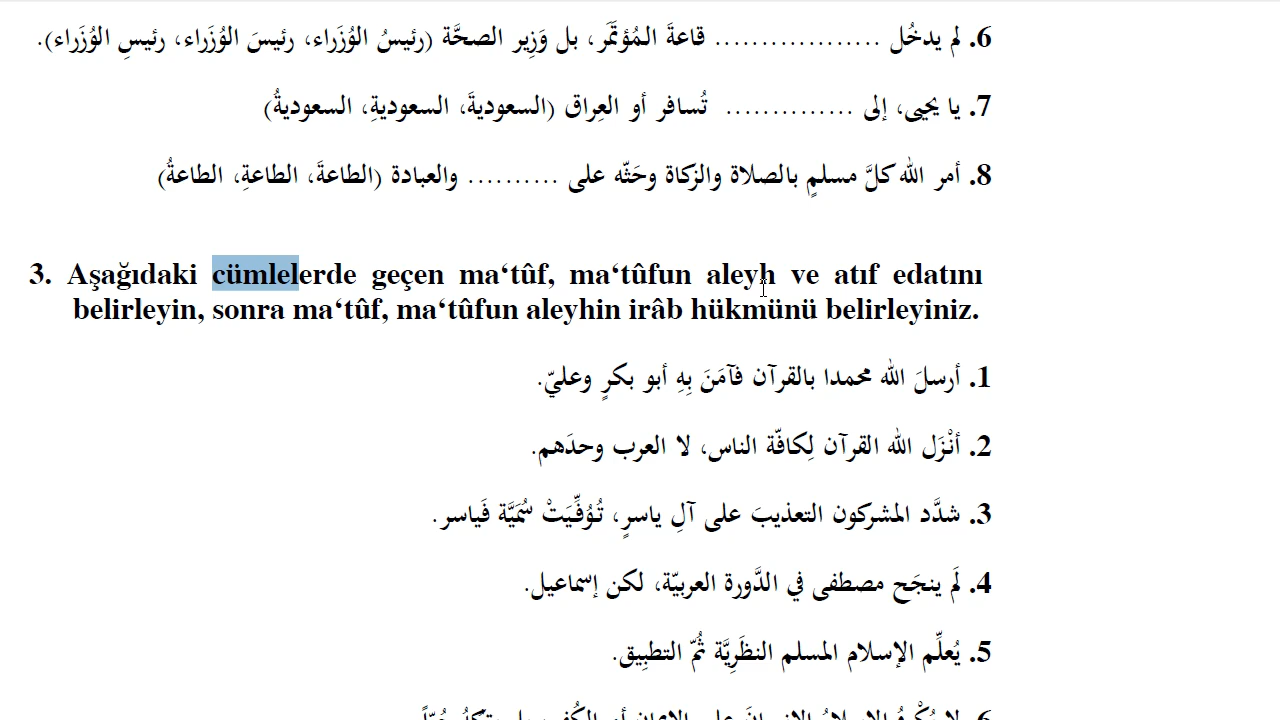 6. لم يدخُل .................. قاعةَ المُؤتَمَر، بل وَزِير الصحَّة (رئيسُ الوُزَراء، رئيسَ الوُزَراء، رئيسِ الوُزَراء).
7. يا يحيى، إلى .............. تُسافر أو العِراق (السعوديةَ، السعوديةِ، السعوديةُ)
8. أمر الله كلَّ مسلمٍ بالصلاة والزكاة وحَثّه على .......... والعبادة (الطاعةَ، الطاعةِ، الطاعةُ)
3. Aşağıdaki cümlelerde geçen ma‘tûf, ma‘tûfun aleyh ve atıf edatını
belirleyin, sonra ma‘tûf, ma‘tûfun aleyhin irâb hükmünü belirleyiniz.
1. أرسلَ الله محمدا بالقرآن فآمَنَ بِهِ أبو بكرٍ وعليّ.
2. أنْزَل الله القرآن لِكافّة الناس، لا العرب وحدَهم.
3. شدَّد المشركون التعذيبَ على آلِ ياسرٍ، تُوُفِّيَتْ سُمَيَّة فَياسر.
4. لَم ينجَح مصطفى في الدَّورة العربيّة، لكن إسماعيل.
5. يُعلِّم الإسلام المسلم النظَرِيَّة ثُمّ التطبِيق.